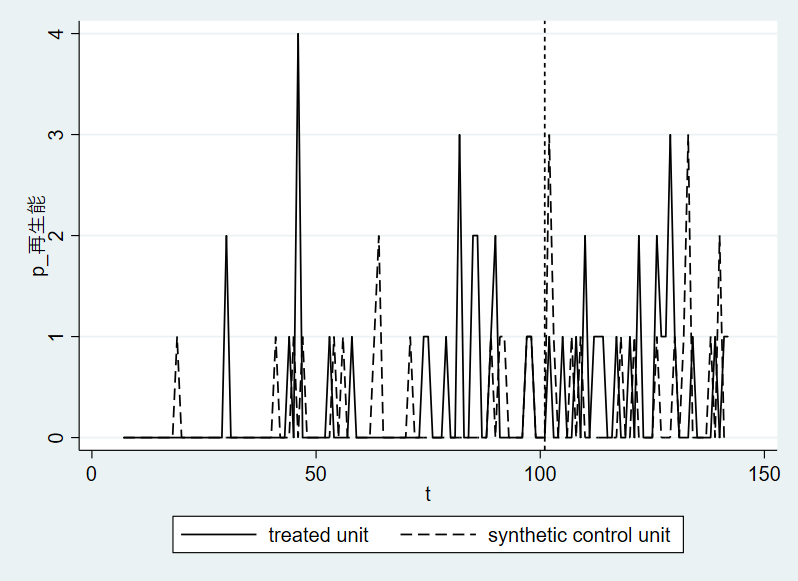 4
3
2
1
0
p_再生能
0
50
100
150
t
treated unit
synthetic control unit